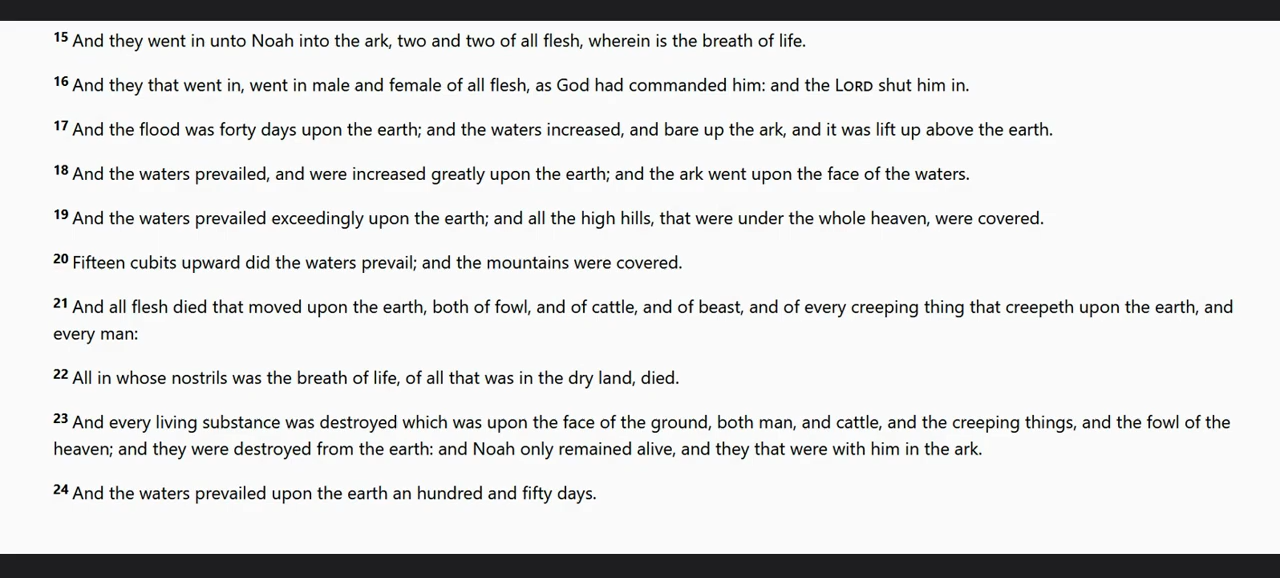 15 And they went in unto Noah into the ark, two and two of all flesh, wherein is the breath of life.
16 And they that went in, went in male and female of all flesh, as God had commanded him: and the LORD shut him in.
17 And the flood was forty days upon the earth; and the waters increased, and bare up the ark, and it was lift up above the earth.
18 And the waters prevailed, and were increased greatly upon the earth; and the ark went upon the face of the waters.
19 And the waters prevailed exceedingly upon the earth; and all the high hills, that were under the whole heaven, were covered.
20 Fifteen cubits upward did the waters prevail; and the mountains were covered.
21 And all flesh died that moved upon the earth, both of fowl, and of cattle, and of beast, and of every creeping thing that creepeth upon the earth, and
every man:
22 All in whose nostrils was the breath of life, of all that was in the dry land, died.
23 And every living substance was destroyed which was upon the face of the ground, both man, and cattle, and the creeping things, and the fowl of the
heaven; and they were destroyed from the earth: and Noah only remained alive, and they that were with him in the ark.
24 And the waters prevailed upon the earth an hundred and fifty days.